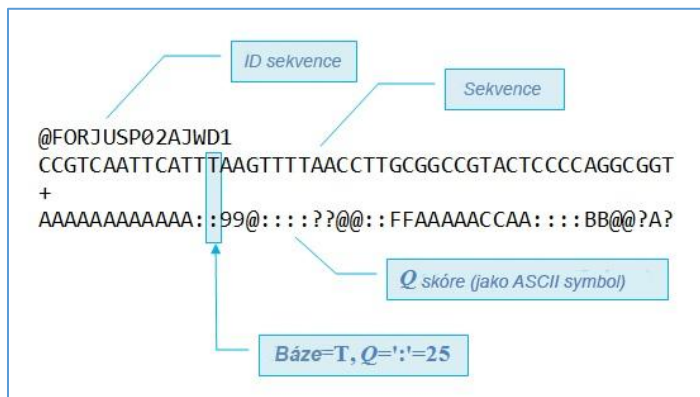 ID sekvence
Sekvence
@FORJUSP02AJWD1
CCGTCAATTCATTTAAGTTTTAACCTTGCGGCCGTACTCCCCAGGCGGT
+
AAAAAAAAAAAA::99@::::??@@::FFAAAAACCAA::::BB@@?A?
Q skóre (jako ASCII symbol)
Báze=T, Q=':'=25